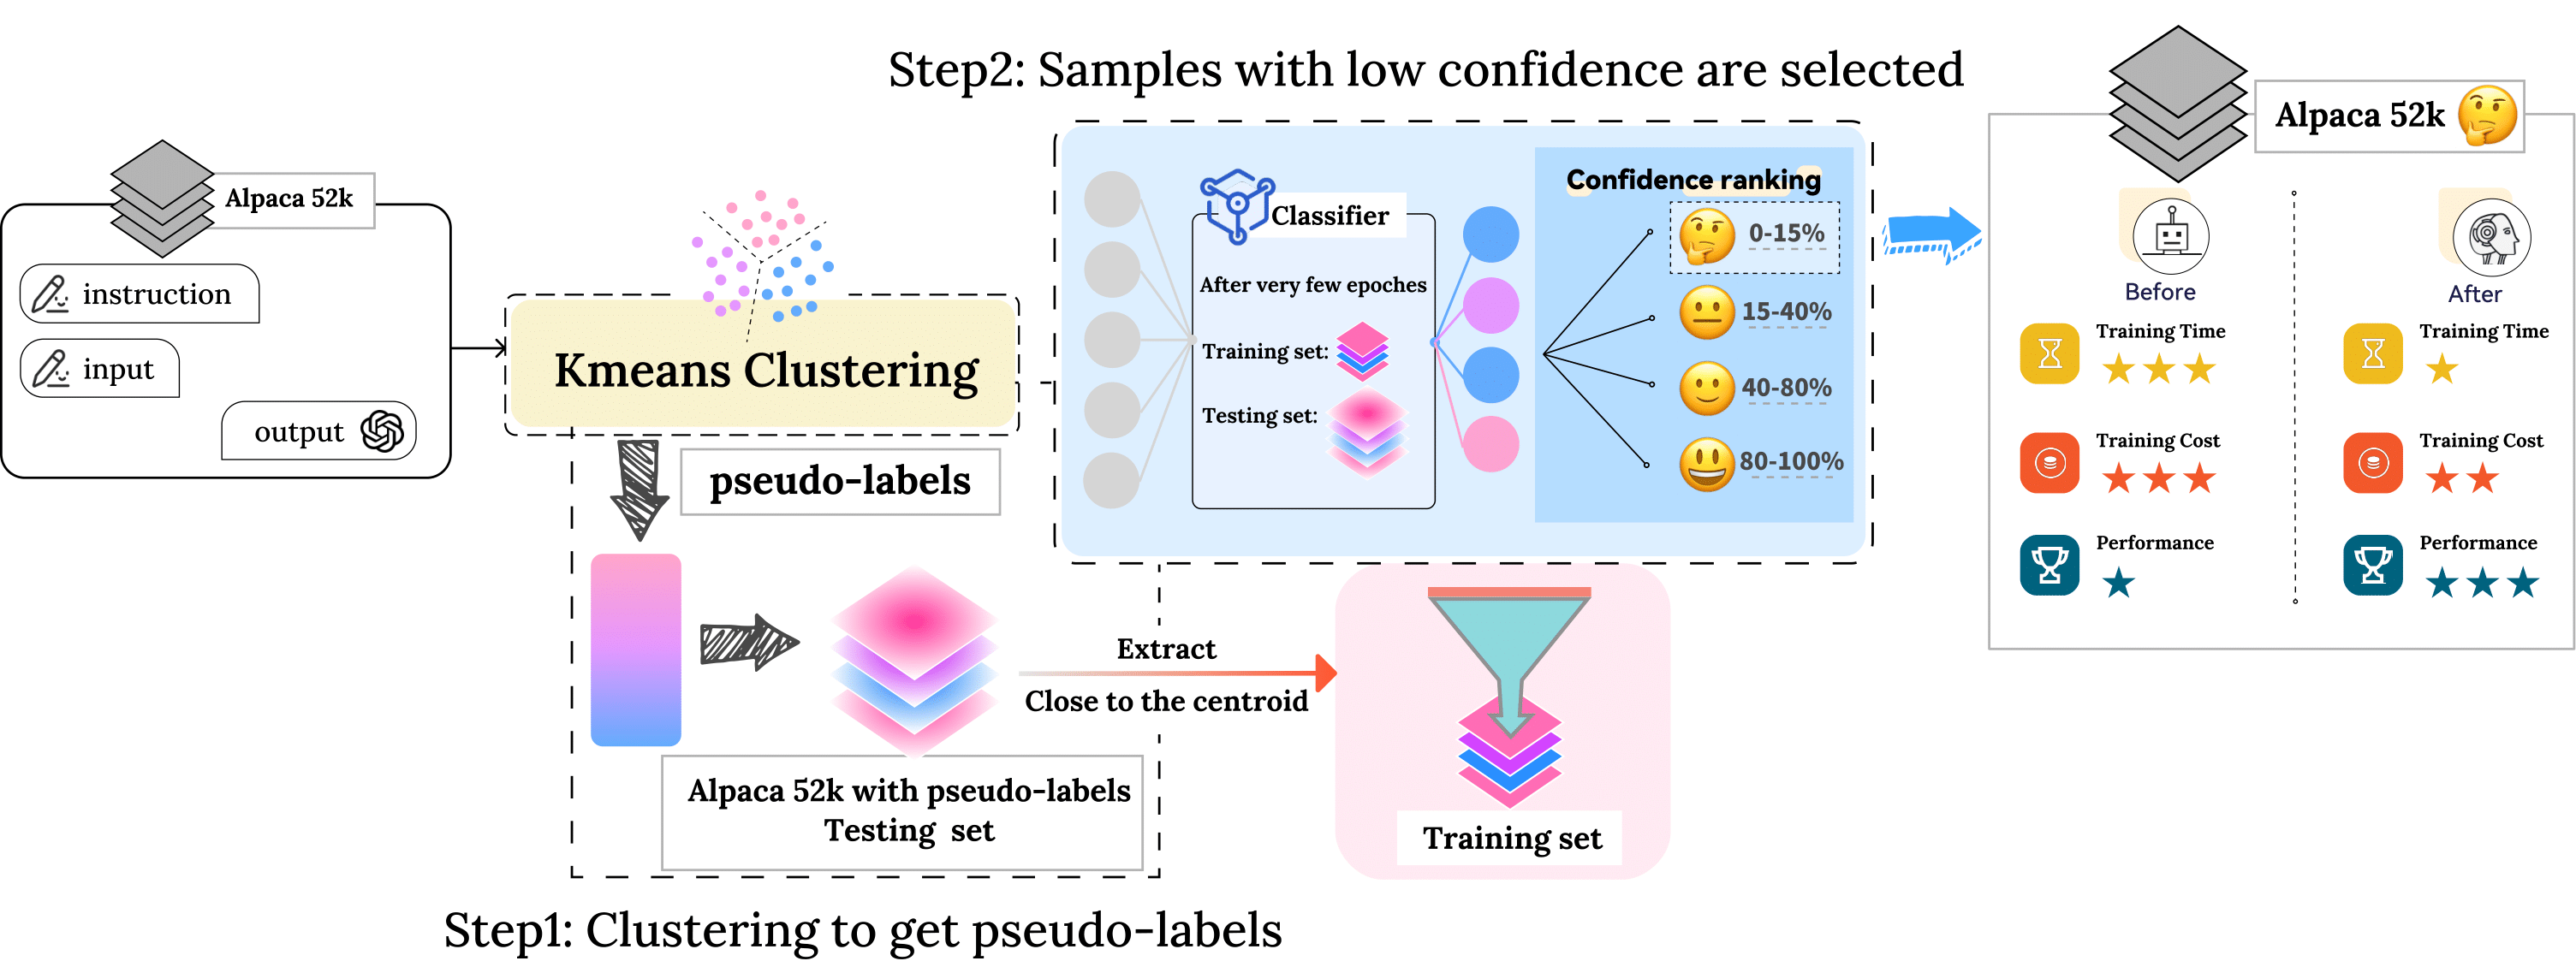 Step2: Samples with low confidence are selected
Alpaca 52k
instruction
input
output
Kmeans Clustering
pseudo-labels
Alpaca 52k with pseudo-labels
Testing set
Step1: Clustering to get pseudo-labels
Extract
Close to the centroid
Training set
Classifier
After very few epoches
Training set:
Testing set:
Confidence ranking
0-15%
15-40%
40-80%
80-100%
Alpaca 52k
Before
Training Time
Training Cost
Performance
After
Training Time
Training Cost
Performance